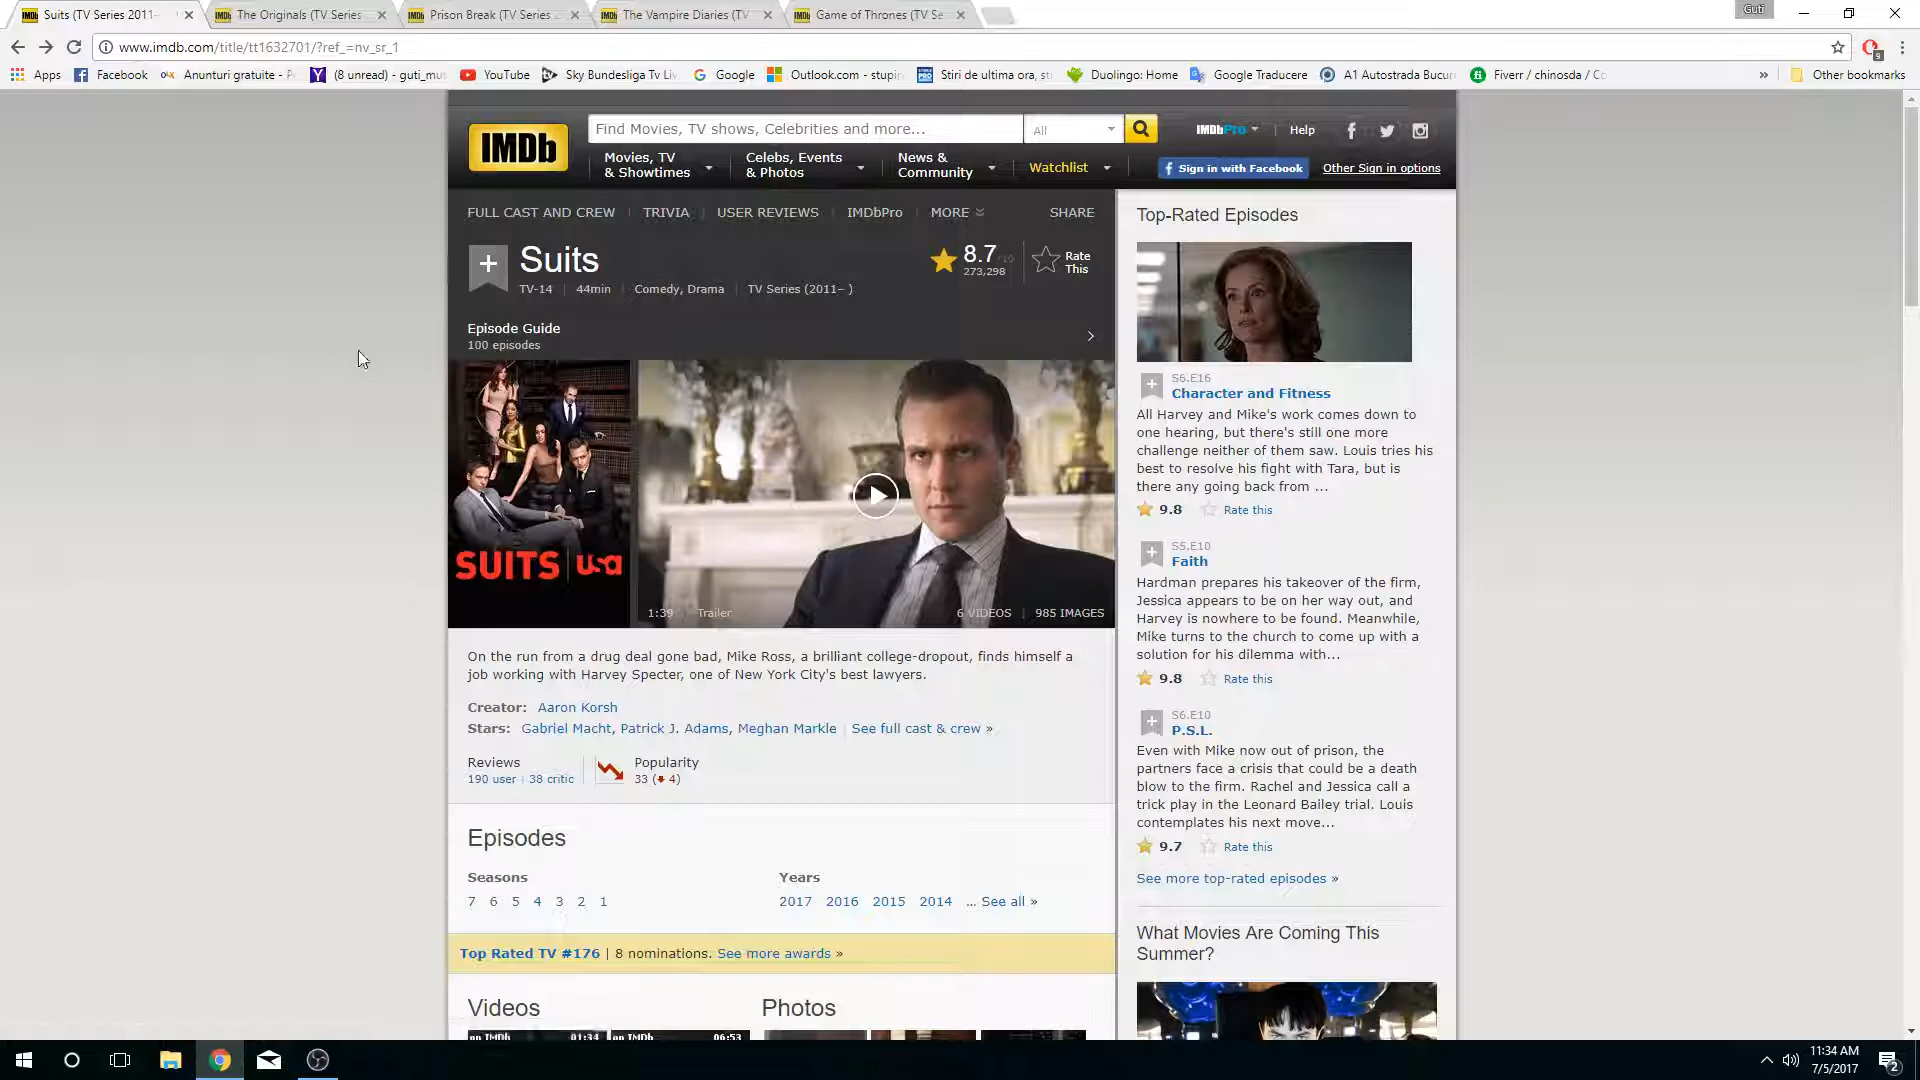 Suits (TV Series 2011-
The Originals (TV Series
Prison Break (TV Series
The Vampire Diaries (TV
Game of Thrones (TV Se
Guti
www.imdb.com/title/tt1632701/?ref_=nv_sr_1
9
Apps
Facebook
Anunturi gratuite - P
(8 unread) - guti_mu
YouTube
Sky Bundesliga Tv Li
Google
Outlook.com - stupi
Stiri de ultima ora, s
Duolingo: Home
Google Traducere
A1 Autostrada Bucur
Fiverr / chinosda / Co
»
Other bookmarks
IMDb
Find Movies, TV shows, Celebrities and more...
All
IMDbPro
Help
Movies, TV
& Showtimes
Celebs, Events
& Photos
News &
Community
Watchlist
Sign in with Facebook
Other Sign in options
FULL CAST AND CREW
TRIVIA
USER REVIEWS
IMDbPro
MORE
SHARE
Suits
8.7/10
273,298
Rate
This
TV-14 | 44min | Comedy, Drama | TV Series (2011– )
Episode Guide
100 episodes
SUITS usa
1:39 Trailer
6 VIDEOS | 985 IMAGES
On the run from a drug deal gone bad, Mike Ross, a brilliant college-dropout, finds himself a
job working with Harvey Specter, one of New York City's best lawyers.
Creator: Aaron Korsh
Stars: Gabriel Macht, Patrick J. Adams, Meghan Markle | See full cast & crew »
Reviews
190 user | 38 critic
Popularity
33 (4)
Episodes
Seasons
7 6 5 4 3 2 1
Years
2017 2016 2015 2014 ... See all »
Top Rated TV #176 | 8 nominations. See more awards »
Videos
on IMDb 01:34
on IMDb 06:53
Photos
Top-Rated Episodes
S6.E16
Character and Fitness
All Harvey and Mike's work comes down to
one hearing, but there's still one more
challenge neither of them saw. Louis tries his
best to resolve his fight with Tara, but is
there any going back from ...
9.8 Rate this
S5.E10
Faith
Hardman prepares his takeover of the firm,
Jessica appears to be on her way out, and
Harvey is nowhere to be found. Meanwhile,
Mike turns to the church to come up with a
solution for his dilemma with...
9.8 Rate this
S6.E10
P.S.L.
Even with Mike now out of prison, the
partners face a crisis that could be a death
blow to the firm. Rachel and Jessica call a
trick play in the Leonard Bailey trial. Louis
contemplates his next move...
9.7 Rate this
See more top-rated episodes »
What Movies Are Coming This
Summer?
11:34 AM
7/5/2017
2